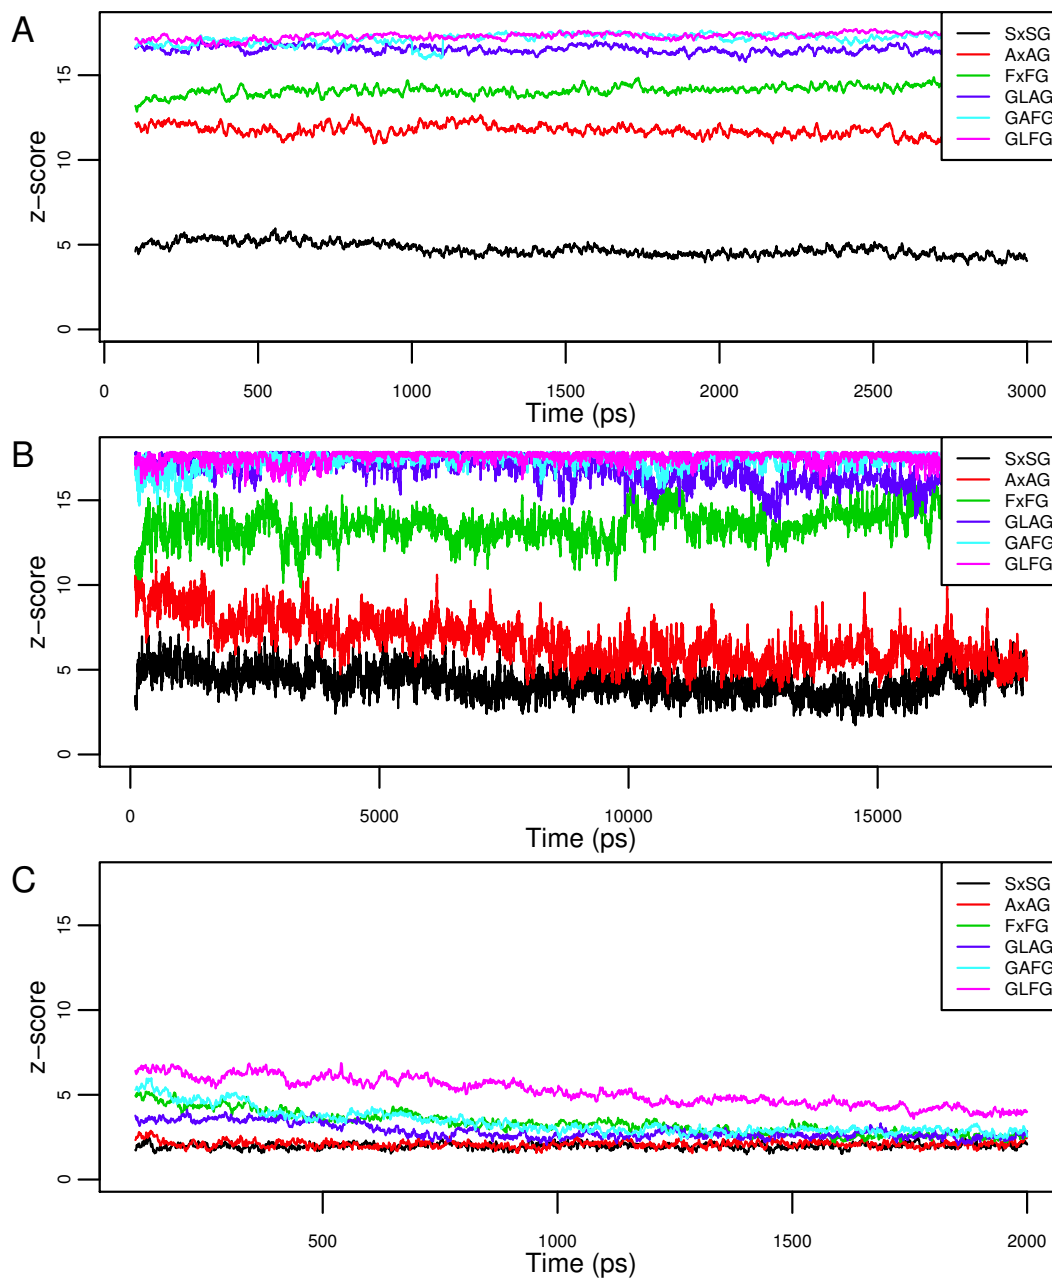 A
z−score
0
5
10
15
SxSG
AxAG
FxFG
GLAG
GAFG
GLFG
0 500 1000 1500 2000 2500 3000
Time (ps)
B
z−score
0
5
10
15
SxSG
AxAG
FxFG
GLAG
GAFG
GLFG
0 5000 10000 15000
Time (ps)
C
z−score
0
5
10
15
SxSG
AxAG
FxFG
GLAG
GAFG
GLFG
500 1000 1500 2000
Time (ps)